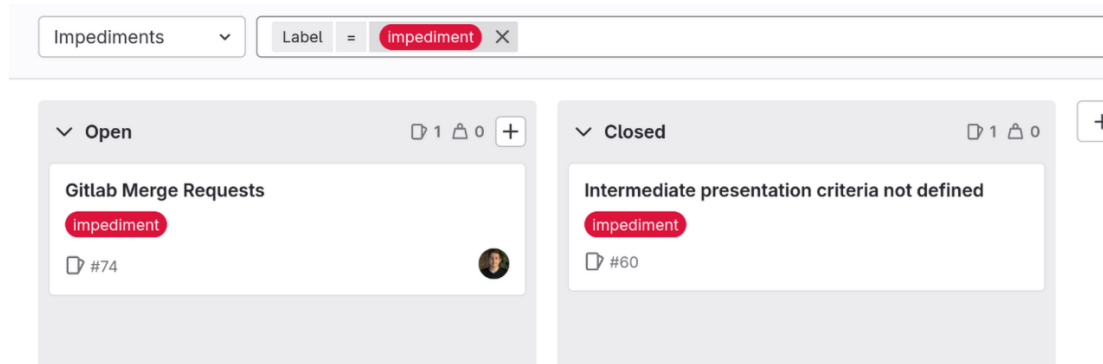 Impediments
Label = impediment
Open 1 0
Gitlab Merge Requests
impediment
#74
Closed 1 0
Intermediate presentation criteria not defined
impediment
#60